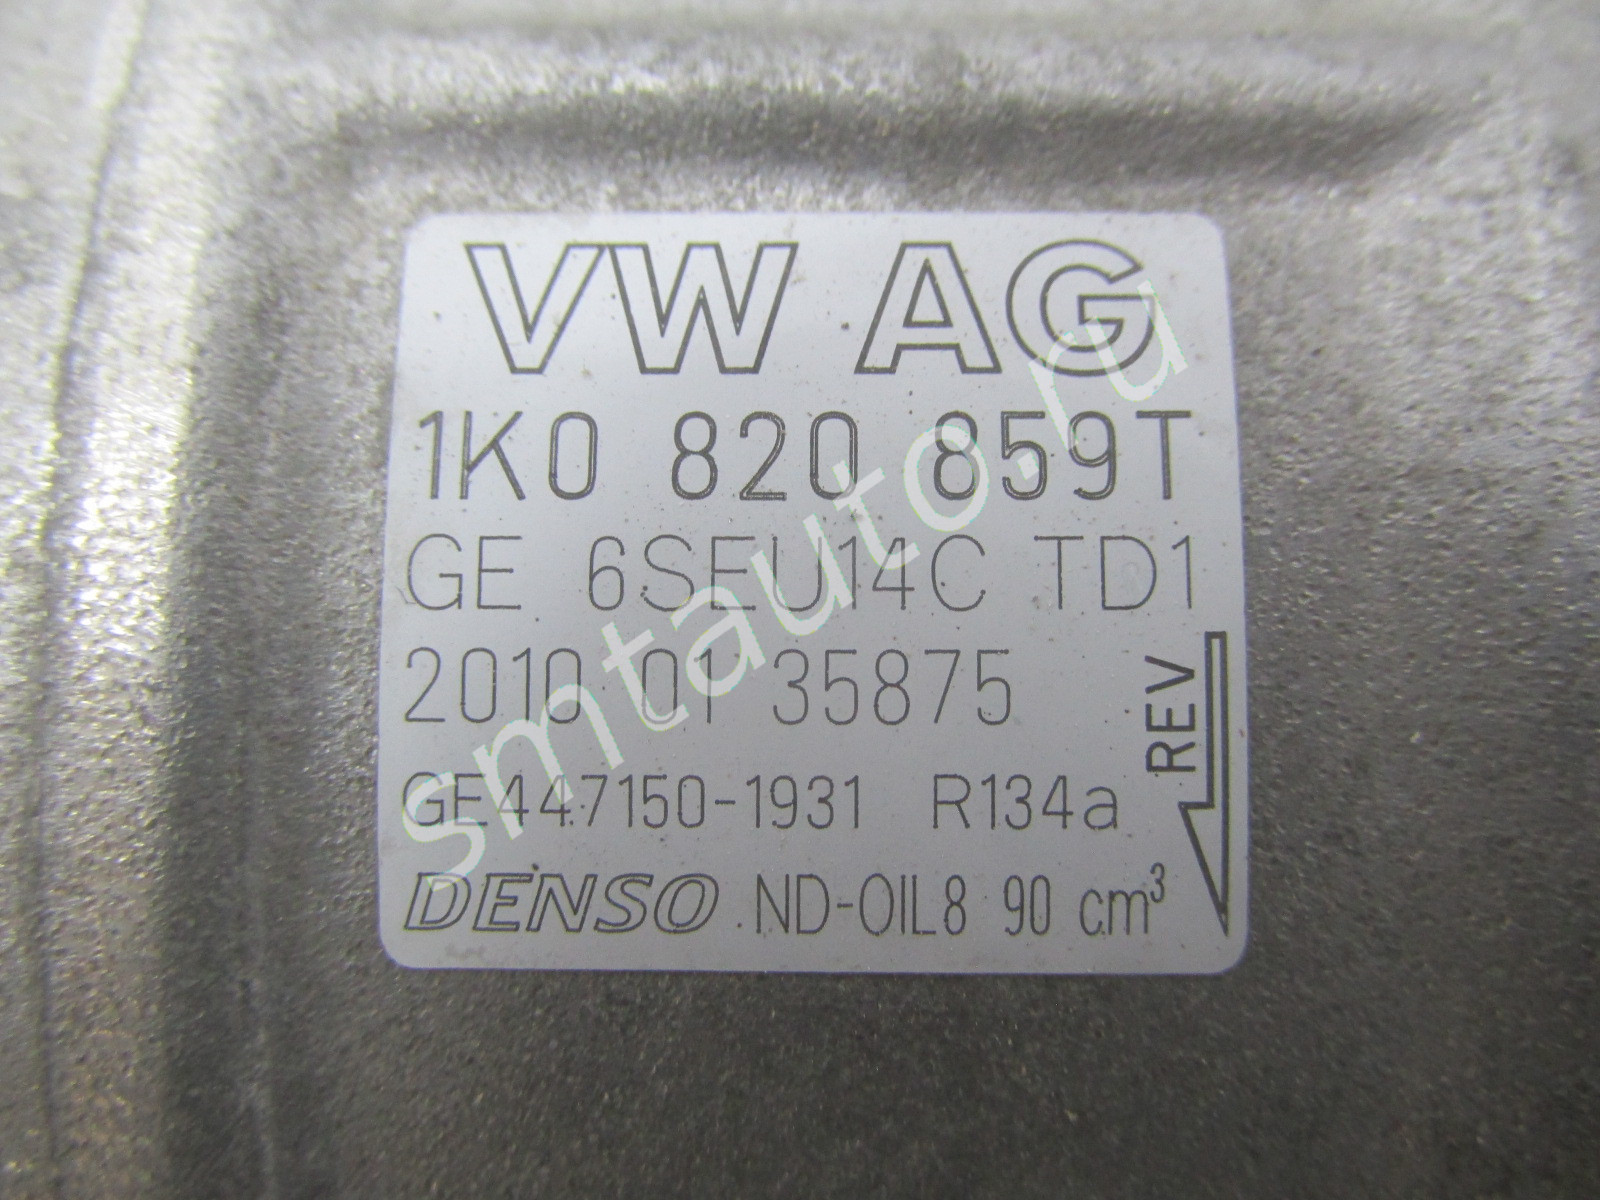 VW AG
1K0 820 859T
GE 6SEU14C TD1
2010 01 35875
REV
GE447150-1931 R134a
DENSO ND-OIL8 90 cm³
smtauto.ru